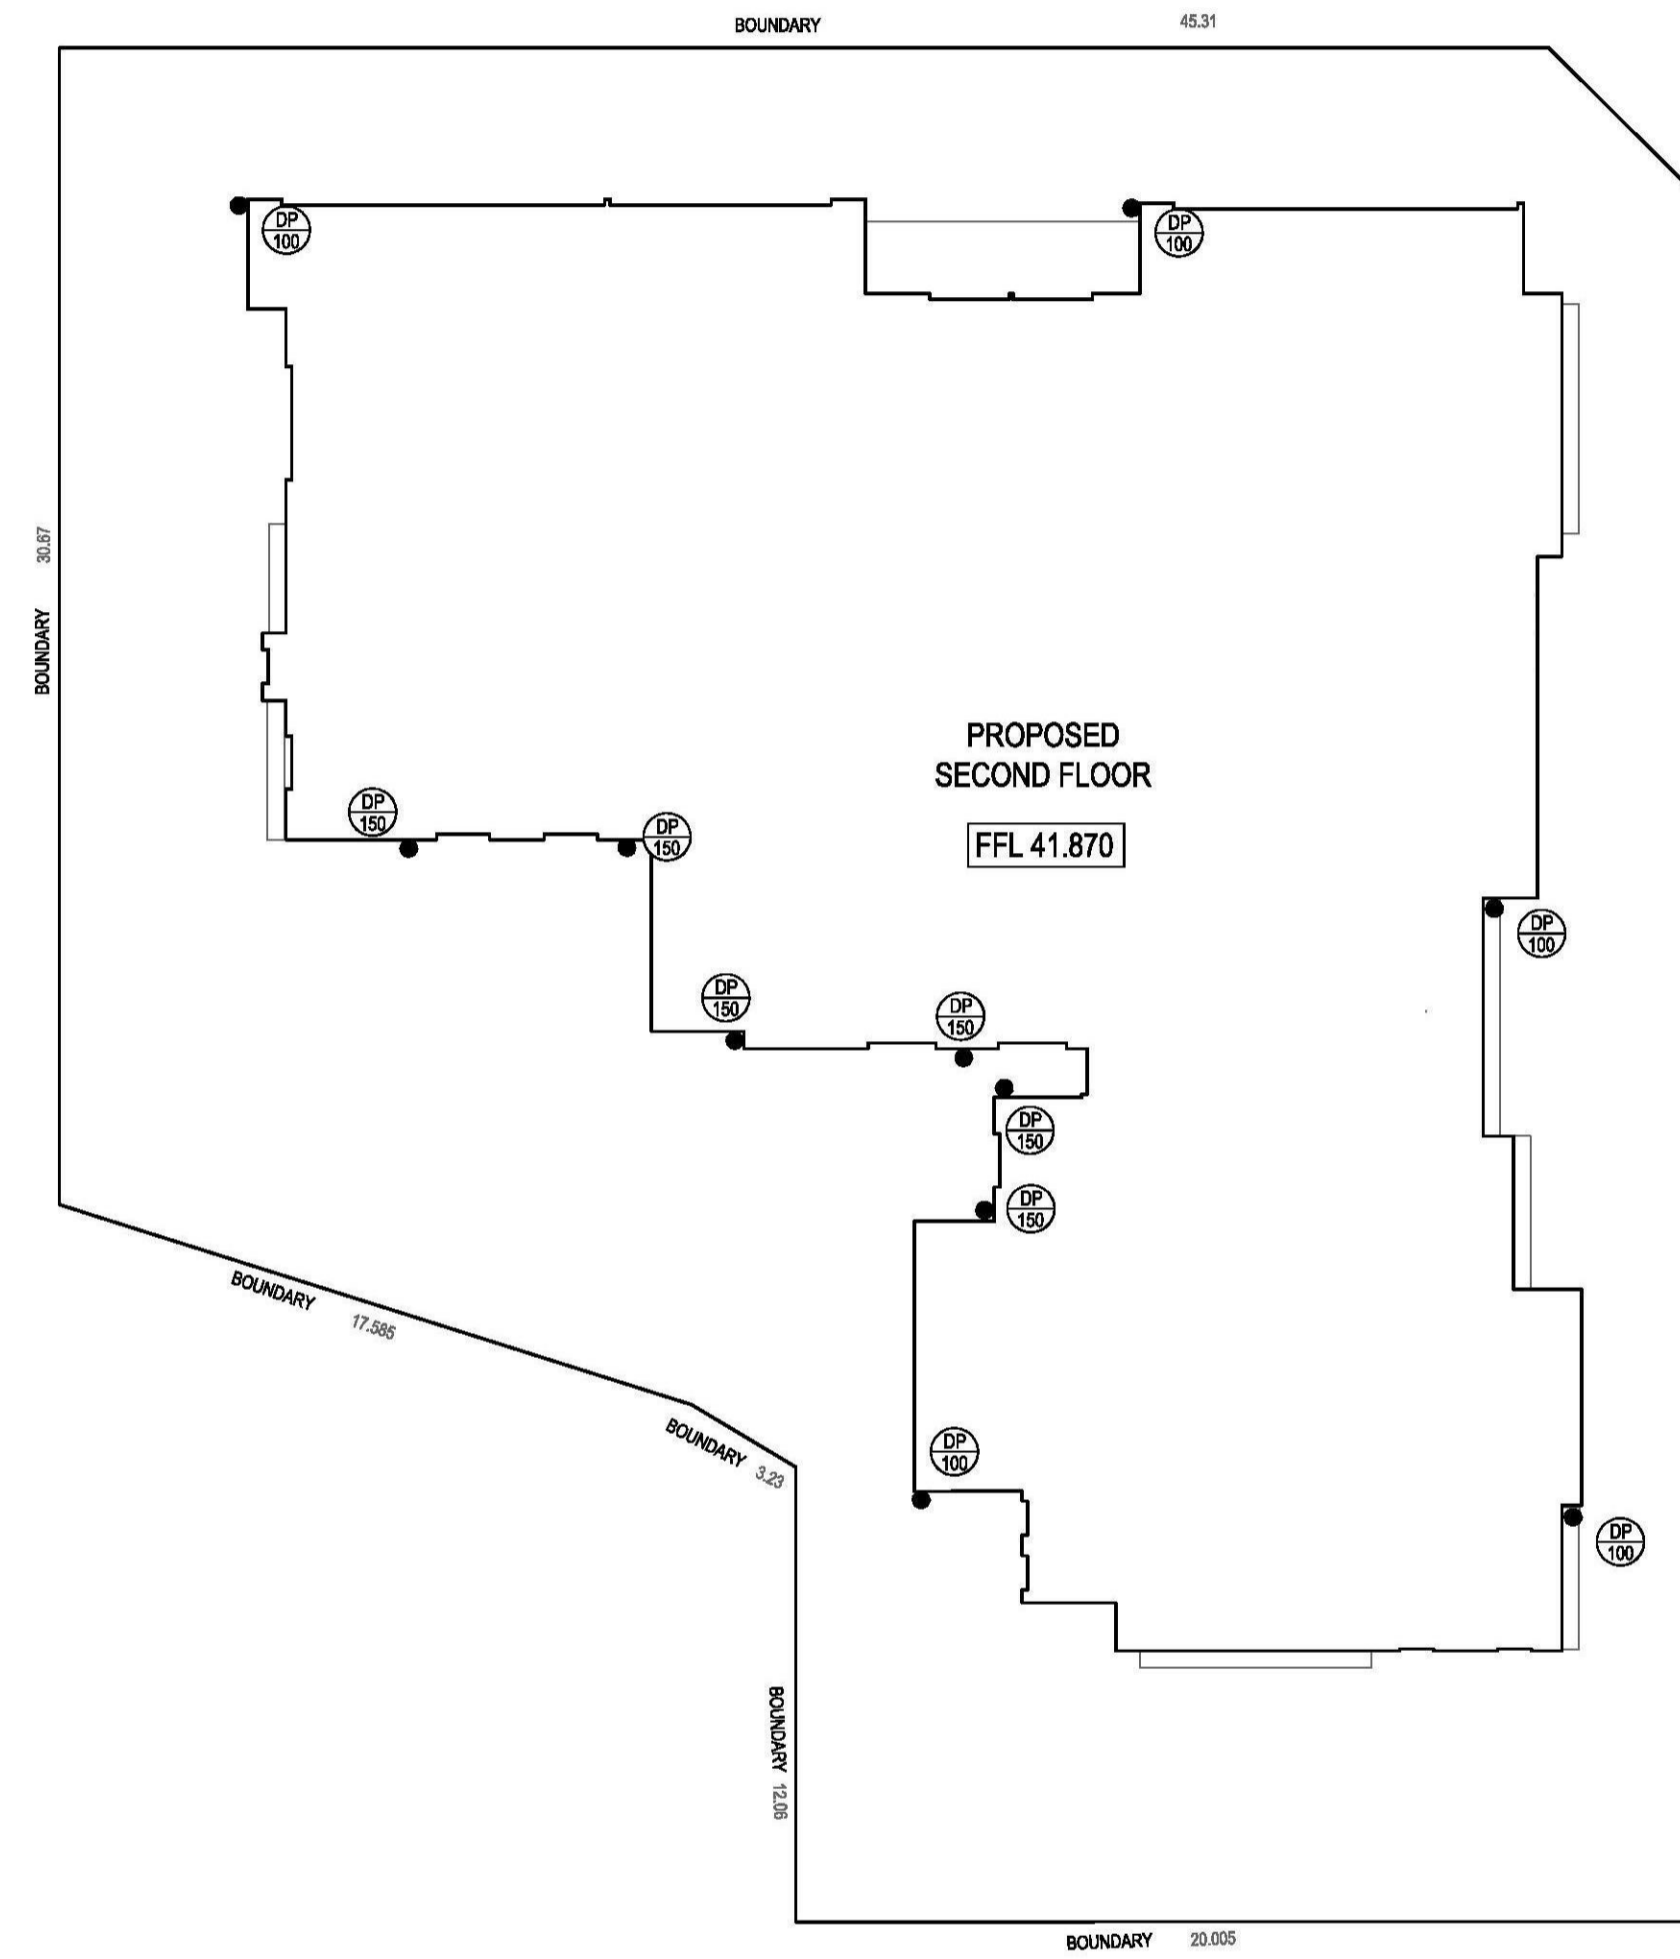 BOUNDARY 45.31
DP
100
DP
100
BOUNDARY 30.67
PROPOSED
SECOND FLOOR
FFL 41.870
DP
150
DP
150
DP
100
DP
150
DP
150
DP
150
DP
150
BOUNDARY 17.585
BOUNDARY 3.23
DP
100
DP
100
BOUNDARY 12.06
BOUNDARY 20.005